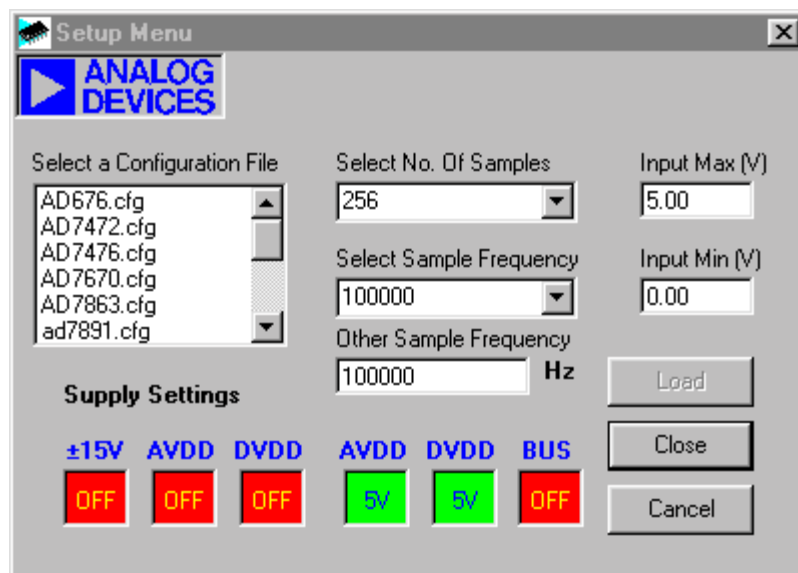 Setup Menu
ANALOG
DEVICES
Select a Configuration File
AD676.cfg
AD7472.cfg
AD7476.cfg
AD7670.cfg
AD7863.cfg
ad7891.cfg
Select No. Of Samples
256
Select Sample Frequency
100000
Other Sample Frequency
100000 Hz
Input Max (V)
5.00
Input Min (V)
0.00
Load
Close
Cancel
Supply Settings
±15V AVDD DVDD AVDD DVDD BUS
OFF OFF OFF 5V 5V OFF